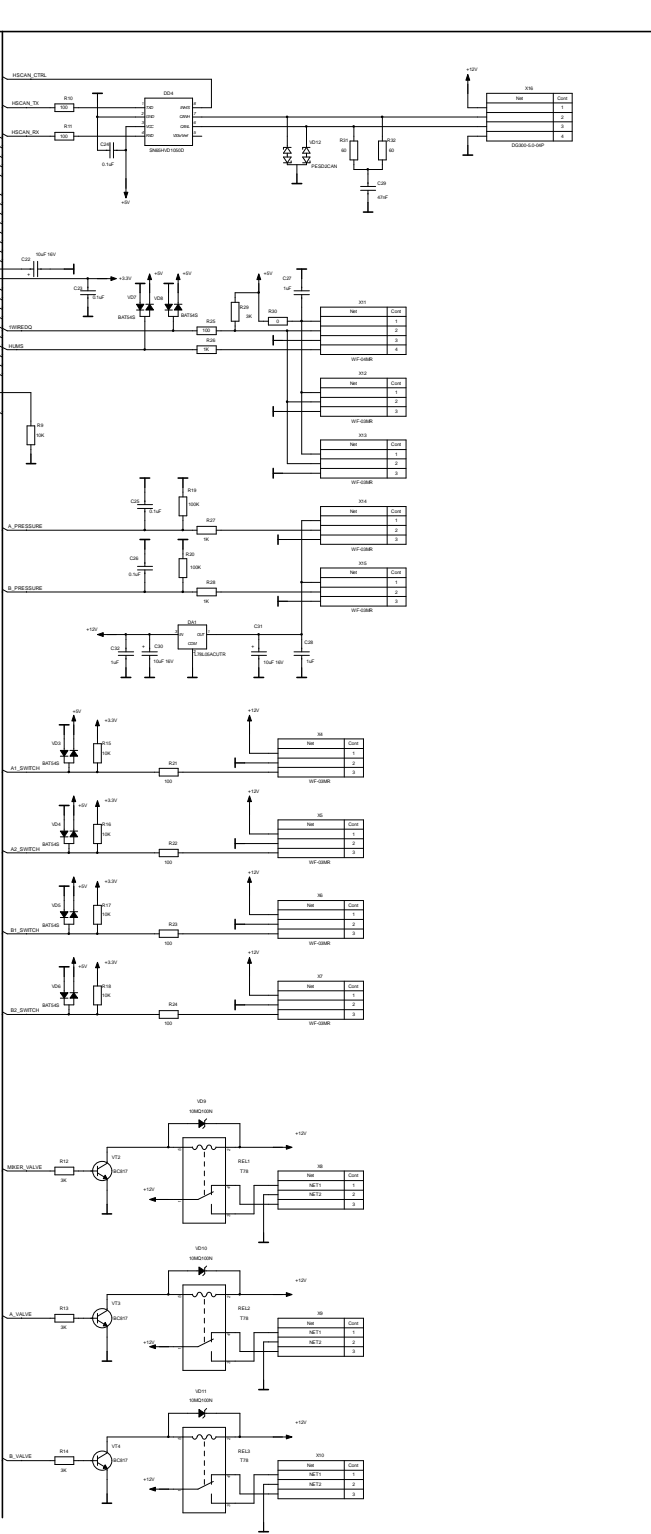 HSCAN_CTRL
HSCAN_TX
R10
100
HSCAN_RX
R11
100
C24
0.1uF
+5V
DD4
TXD
GND
VCC
RXD
CANH
SN65HVD1050D
VD12
PESD2CAN
R31
60
R32
60
C29
47nF
+12V
X16
Net Cont
1
2
3
4
DG300-5.0-04P
C22
10uF 16V
+
C23
0.1uF
+3.3V
VD7
BAT54S
+5V
VD8
BAT54S
+5V
1WIREDQ
HUMS
R25
100
R26
1K
R29
3K
+5V
R30
0
C27
1uF
X11
Net Cont
1
2
3
4
WF-04MR
X12
Net Cont
1
2
3
WF-03MR
X13
Net Cont
1
2
3
WF-03MR
R9
10K
C25
0.1uF
R19
100K
A_PRESSURE
R27
1K
X14
Net Cont
1
2
3
WF-03MR
C26
0.1uF
R20
100K
B_PRESSURE
R28
1K
X15
Net Cont
1
2
3
WF-03MR
+12V
C32
1uF
+
C30
10uF 16V
DA1
IN
OUT
COM
L78L05ACUTR
C31
+
10uF 16V
C28
1uF
+5V
VD3
BAT54S
+3.3V
R15
10K
A1_SWITCH
R21
100
+12V
X4
Net Cont
1
2
3
WF-03MR
+5V
VD4
BAT54S
+3.3V
R16
10K
A2_SWITCH
R22
100
+12V
X5
Net Cont
1
2
3
WF-03MR
+5V
VD5
BAT54S
+3.3V
R17
10K
B1_SWITCH
R23
100
+12V
X6
Net Cont
1
2
3
WF-03MR
+5V
VD6
BAT54S
+3.3V
R18
10K
B2_SWITCH
R24
100
+12V
X7
Net Cont
1
2
3
WF-03MR
VD9
10MQ100N
+12V
MIKER_VALVE
R12
3K
VT2
BC817
REL1
T78
+12V
X8
Net Cont
NET1 1
NET2 2
3
VD10
10MQ100N
+12V
A_VALVE
R13
3K
VT3
BC817
REL2
T78
+12V
X9
Net Cont
NET1 1
NET2 2
3
VD11
10MQ100N
+12V
B_VALVE
R14
3K
VT4
BC817
REL3
T78
+12V
X10
Net Cont
NET1 1
NET2 2
3